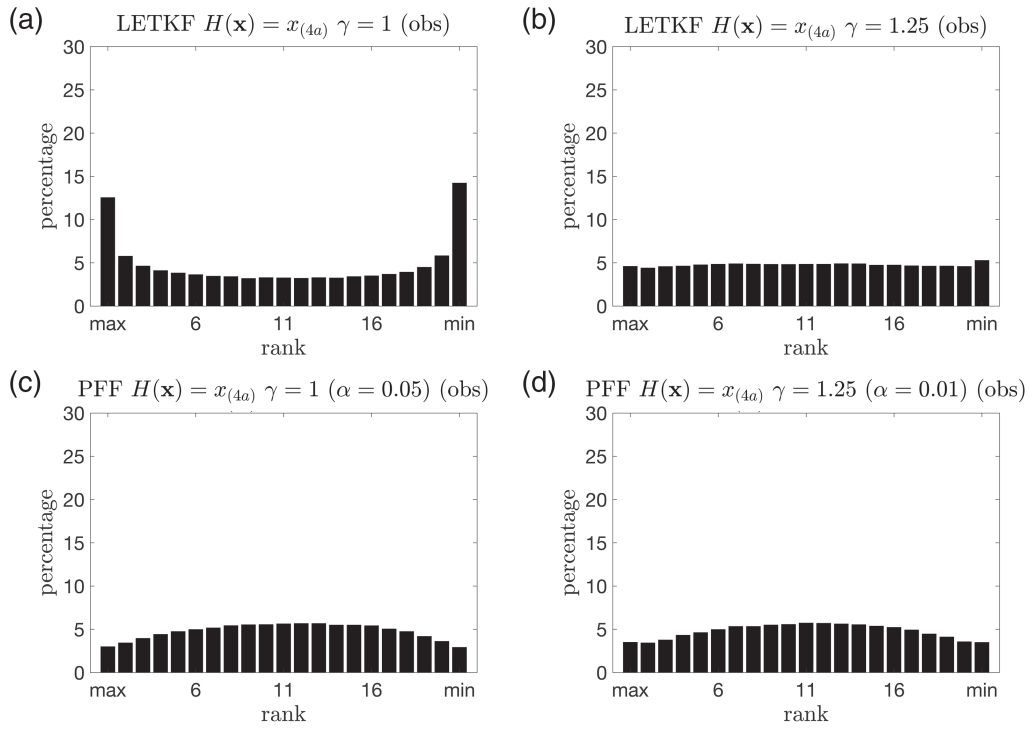 (a) LETKF H(x) = x(4a) γ = 1 (obs)
30
25
20
15
10
5
0
percentage
max 6 11 16 min
rank
(b) LETKF H(x) = x(4a) γ = 1.25 (obs)
30
25
20
15
10
5
0
percentage
max 6 11 16 min
rank
(c) PFF H(x) = x(4a) γ = 1 (α = 0.05) (obs)
30
25
20
15
10
5
0
percentage
max 6 11 16 min
rank
(d) PFF H(x) = x(4a) γ = 1.25 (α = 0.01) (obs)
30
25
20
15
10
5
0
percentage
max 6 11 16 min
rank